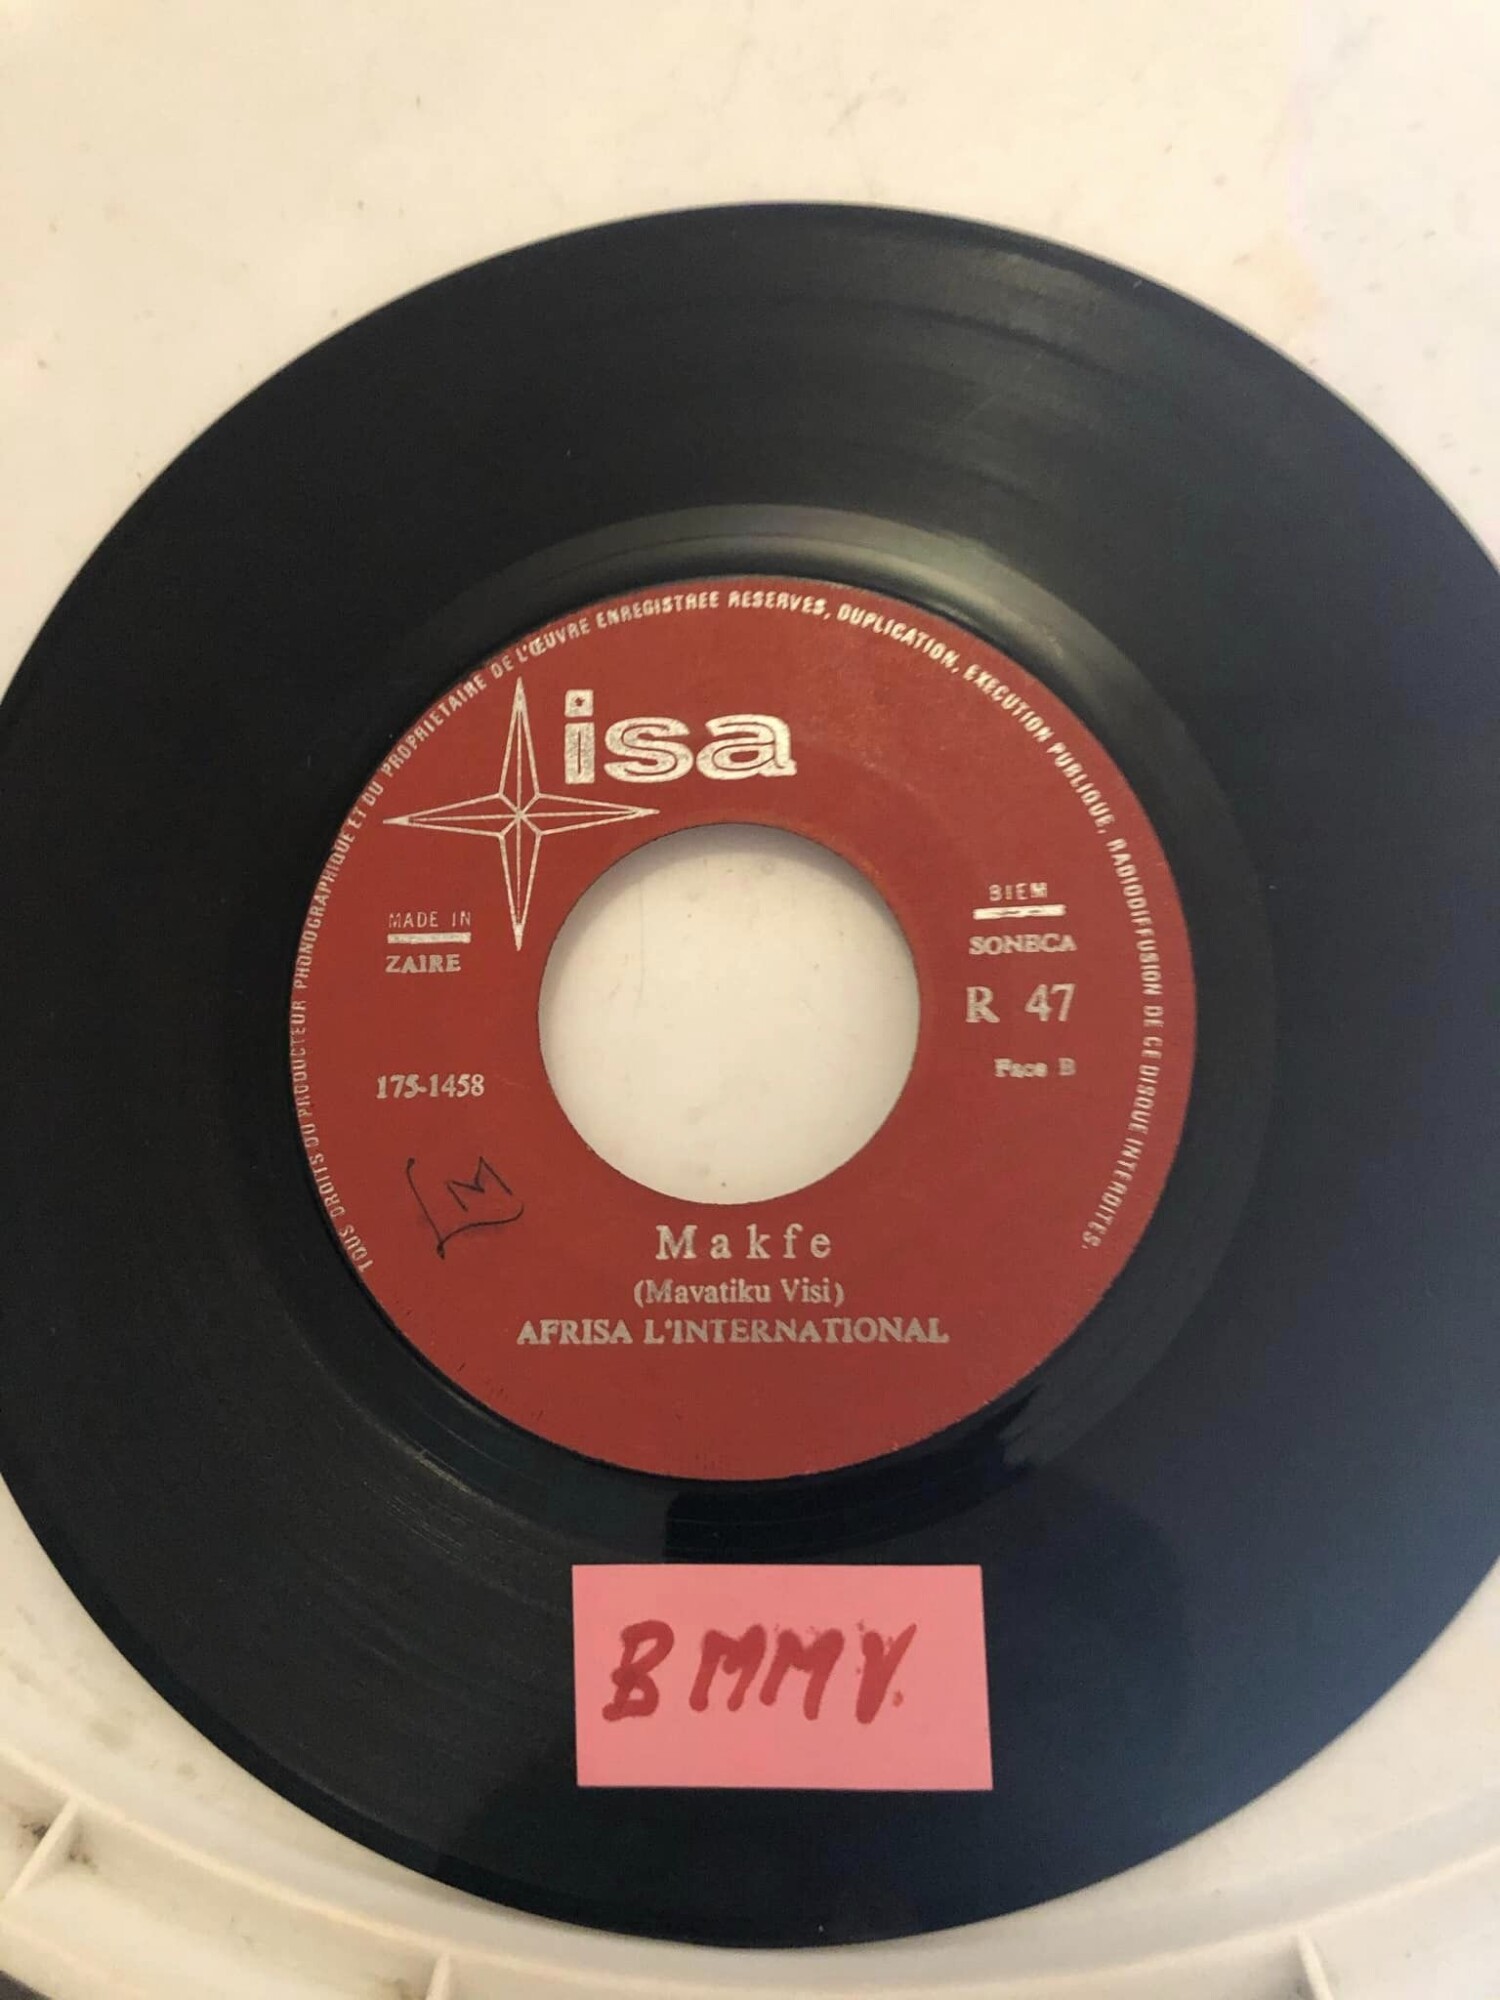 TOUS DROITS DU PRODUCTEUR PHONOGRAPHIQUE ET DU PROPRIETAIRE DE L'ŒUVRE ENREGISTREE RESERVES, DUPLICATION, EXECUTION PUBLIQUE, RADIODIFFUSION DE CE DISQUE INTERDITES.
isa
MADE IN
ZAIRE
BIEM
SONECA
R 47
Face B
175-1458
LM
Makfe
(Mavatiku Visi)
AFRISA L'INTERNATIONAL
BMMV.